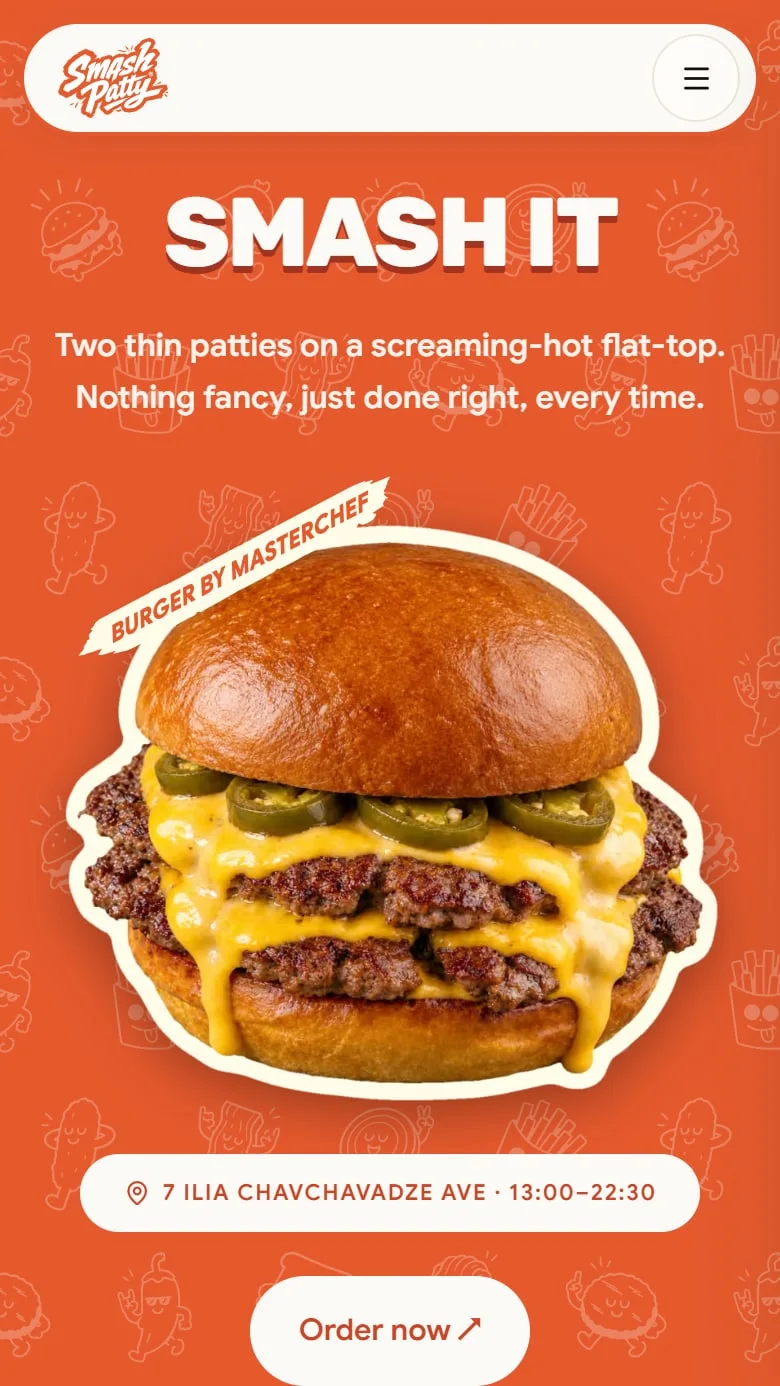 Smash
Patty
SMASH IT
Two thin patties on a screaming-hot flat-top.
Nothing fancy, just done right, every time.
BURGER BY MASTERCHEF
7 ILIA CHAVCHAVADZE AVE · 13:00–22:30
Order now ↗